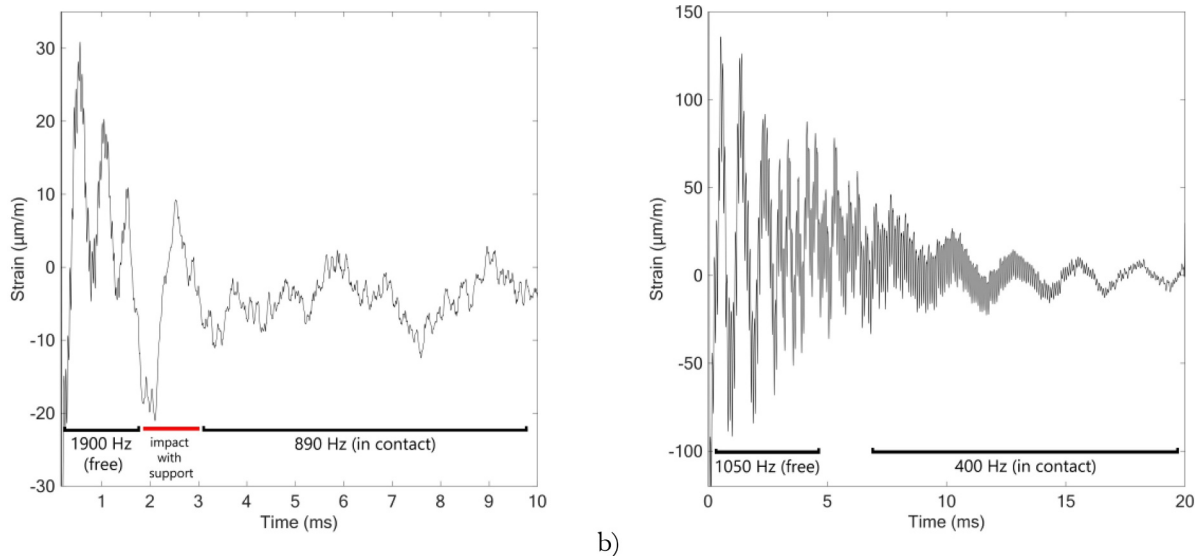 30
20
10
0
-10
-20
-30
Strain (µm/m)
1900 Hz
(free)
impact
with
support
890 Hz (in contact)
1 2 3 4 5 6 7 8 9 10
Time (ms)
b)
150
100
50
0
-50
-100
Strain (µm/m)
1050 Hz (free)
400 Hz (in contact)
0 5 10 15 20
Time (ms)